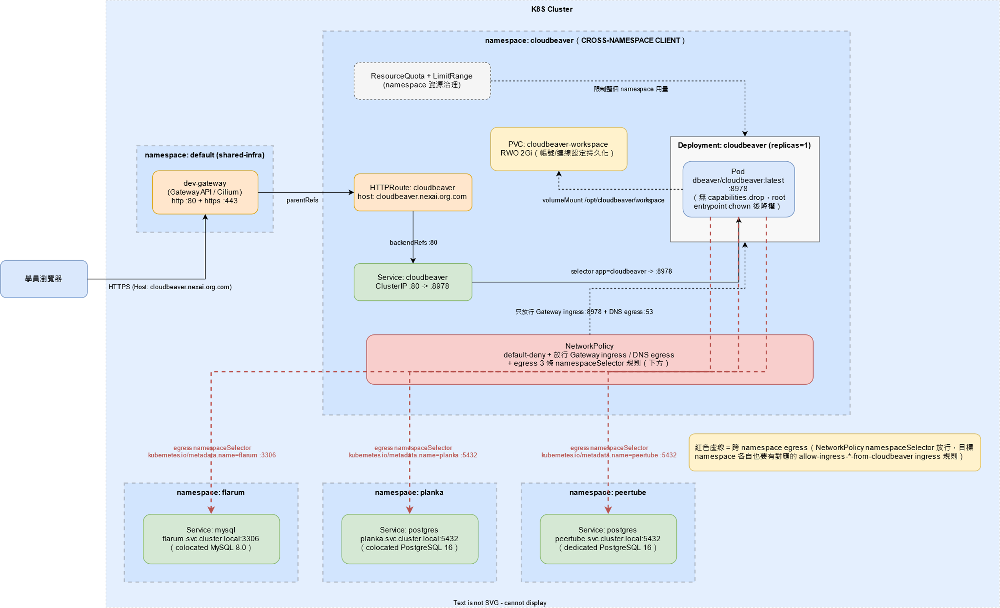 K8S Cluster
namespace: cloudbeaver（CROSS-NAMESPACE CLIENT）
ResourceQuota + LimitRange
(namespace 資源治理)
限制整個 namespace 用量
PVC: cloudbeaver-workspace
RWO 2Gi（帳號/連線設定持久化）
Deployment: cloudbeaver (replicas=1)
Pod
dbeaver/cloudbeaver:latest
:8978
（無 capabilities.drop，root
entrypoint chown 後降權）
volumeMount /opt/cloudbeaver/workspace
namespace: default (shared-infra)
dev-gateway
(Gateway API / Cilium)
http :80 + https :443
parentRefs
HTTPRoute: cloudbeaver
host: cloudbeaver.nexai.org.com
backendRefs :80
學員瀏覽器
HTTPS (Host: cloudbeaver.nexai.org.com)
Service: cloudbeaver
ClusterIP :80 -> :8978
selector app=cloudbeaver -> :8978
只放行 Gateway ingress :8978 + DNS egress :53
NetworkPolicy
default-deny + 放行 Gateway ingress / DNS egress
+ egress 3 條 namespaceSelector 規則（下方）
egress namespaceSelector
kubernetes.io/metadata.name=flarum :3306
egress namespaceSelector
kubernetes.io/metadata.name=planka :5432
egress namespaceSelector
kubernetes.io/metadata.name=peertube :5432
紅色虛線 = 跨 namespace egress（NetworkPolicy namespaceSelector 放行，目標
namespace 各自也要有對應的 allow-ingress-*-from-cloudbeaver ingress 規則）
namespace: flarum
Service: mysql
flarum.svc.cluster.local:3306
（colocated MySQL 8.0）
namespace: planka
Service: postgres
planka.svc.cluster.local:5432
（colocated PostgreSQL 16）
namespace: peertube
Service: postgres
peertube.svc.cluster.local:5432
（dedicated PostgreSQL 16）
Text is not SVG - cannot display